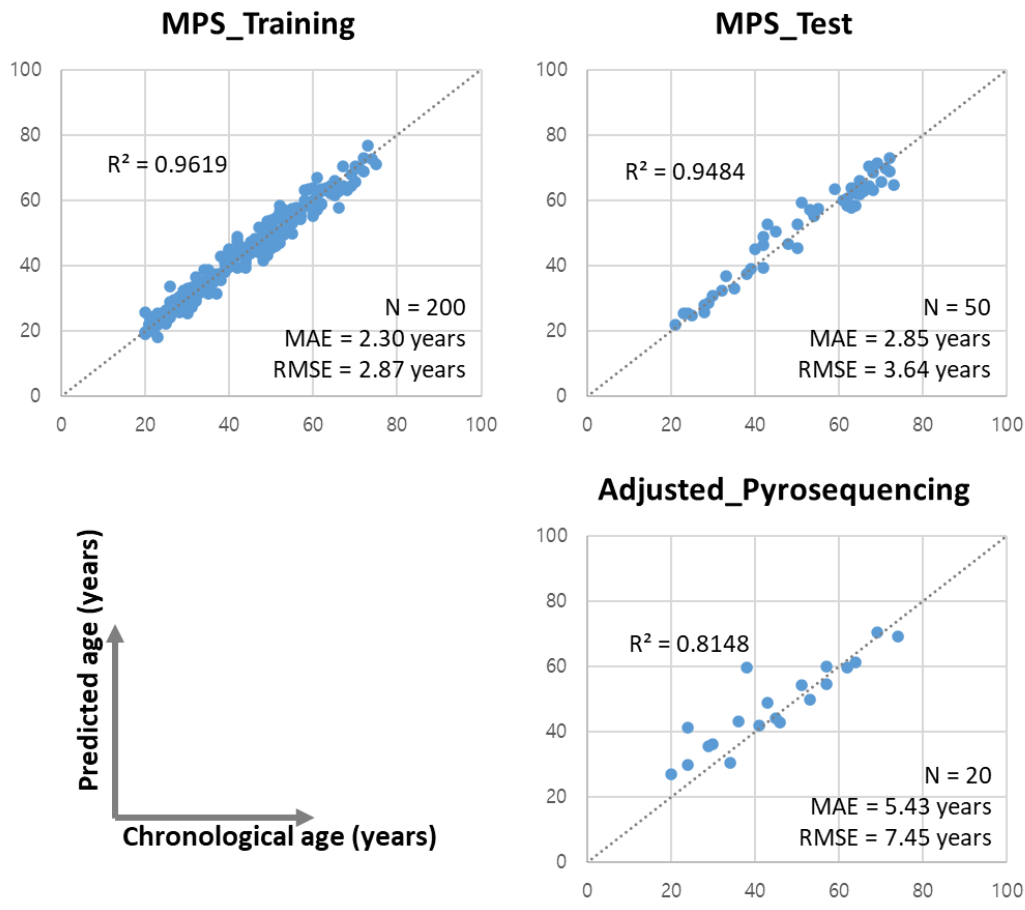 MPS_Training
100
80
60
40
20
0
0 20 40 60 80 100
R² = 0.9619
N = 200
MAE = 2.30 years
RMSE = 2.87 years
MPS_Test
100
80
60
40
20
0
0 20 40 60 80 100
R² = 0.9484
N = 50
MAE = 2.85 years
RMSE = 3.64 years
Predicted age (years)
Chronological age (years)
Adjusted_Pyrosequencing
100
80
60
40
20
0
0 20 40 60 80 100
R² = 0.8148
N = 20
MAE = 5.43 years
RMSE = 7.45 years